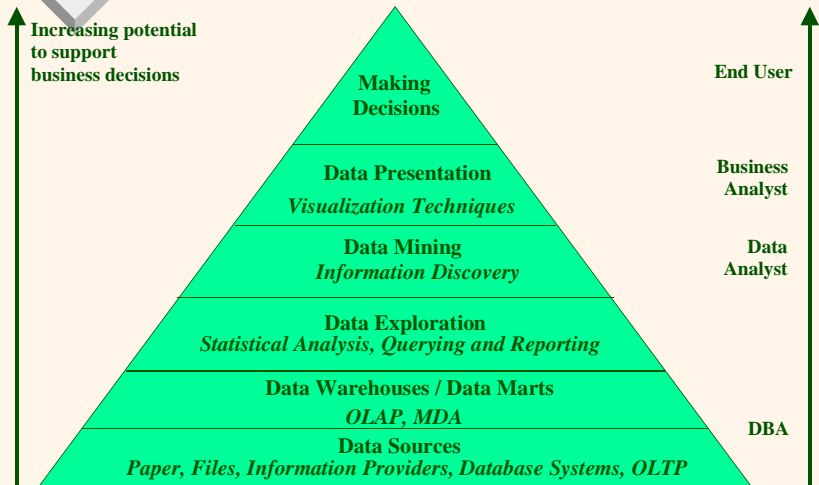 Increasing potential
to support
business decisions
End User
Making
Decisions
Business
Analyst
Data Presentation
Visualization Techniques
Data
Analyst
Data Mining
Information Discovery
Data Exploration
Statistical Analysis, Querying and Reporting
Data Warehouses / Data Marts
OLAP, MDA
DBA
Data Sources
Paper, Files, Information Providers, Database Systems, OLTP